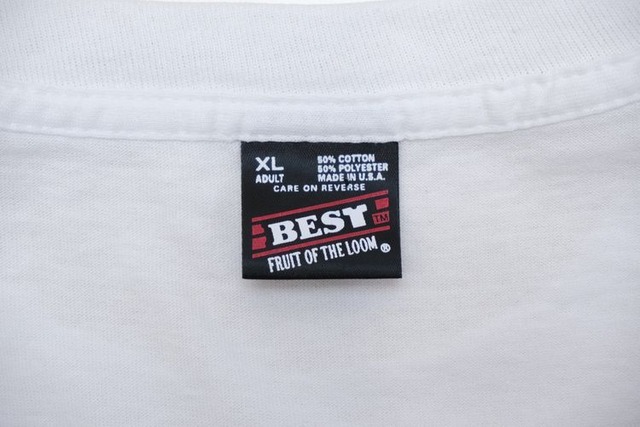 XL
ADULT
50% COTTON
50% POLYESTER
MADE IN U.S.A.
CARE ON REVERSE
BEST TM
FRUIT OF THE LOOM ®